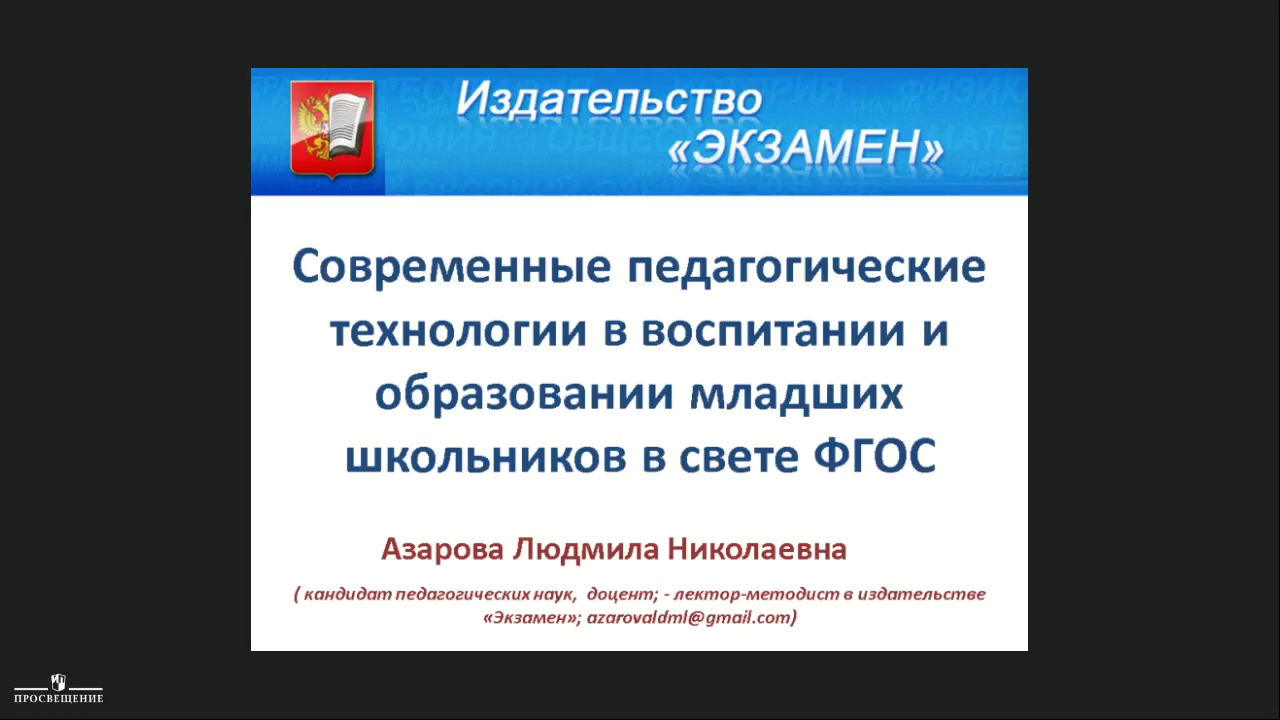 Издательство
«ЭКЗАМЕН»
Современные педагогические
технологии в воспитании и
образовании младших
школьников в свете ФГОС
Азарова Людмила Николаевна
( кандидат педагогических наук, доцент; - лектор-методист в издательстве
«Экзамен»; azarovaldml@gmail.com)
ПРОСВЕЩЕНИЕ